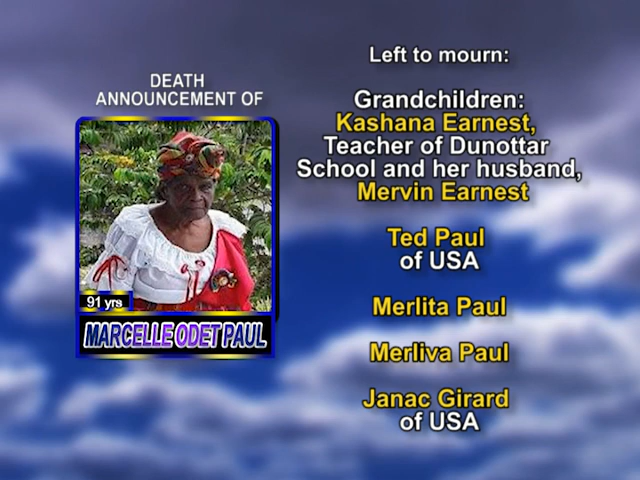 DEATH
ANNOUNCEMENT OF
91 yrs
MARCELLE ODET PAUL
Left to mourn:
Grandchildren:
Kashana Earnest,
Teacher of Dunottar
School and her husband,
Mervin Earnest
Ted Paul
of USA
Merlita Paul
Merliva Paul
Janac Girard
of USA